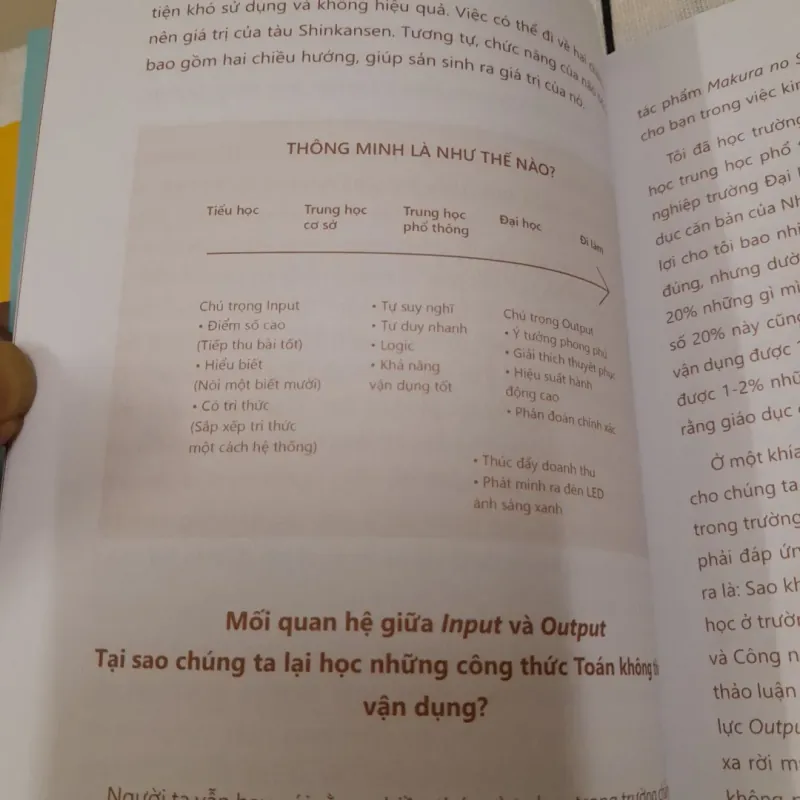 tiện khó sử dụng và không hiệu quả. Việc có thể đi về hai
nên giá trị của tàu Shinkansen. Tương tự, chức năng của não
bao gồm hai chiều hướng, giúp sản sinh ra giá trị của nó.
THÔNG MINH LÀ NHƯ THẾ NÀO?
Tiểu học
Trung học
cơ sở
Trung học
phổ thông
Đại học
Đi làm
Chú trọng Input
• Điểm số cao
(Tiếp thu bài tốt)
• Hiểu biết
(Nói một biết mười)
• Có tri thức
(Sắp xếp tri thức
một cách hệ thống)
• Tự suy nghĩ
• Tư duy nhanh
• Logic
• Khả năng
vận dụng tốt
Chú trọng Output
• Ý tưởng phong phú
• Giải thích thuyết phục
• Hiệu suất hành
động cao
• Phán đoán chính xác
• Thúc đẩy doanh thu
• Phát minh ra đèn LED
ánh sáng xanh
Mối quan hệ giữa Input và Output
Tại sao chúng ta lại học những công thức Toán không
vận dụng?
tác phẩm Makura no
cho bạn trong việc
Tôi đã học trường
học trung học phổ
nghiệp trường Đại
dục căn bản của
lợi cho tôi bao
đúng, nhưng
20% những gì
số 20% này cũng
vận dụng được
được 1-2%
rằng giáo dục
Ở một khía
cho chúng ta
trong trường
phải đáp
ra là: Sao
học ở trường
và Công
thảo luận
lực Output
xa rời
không